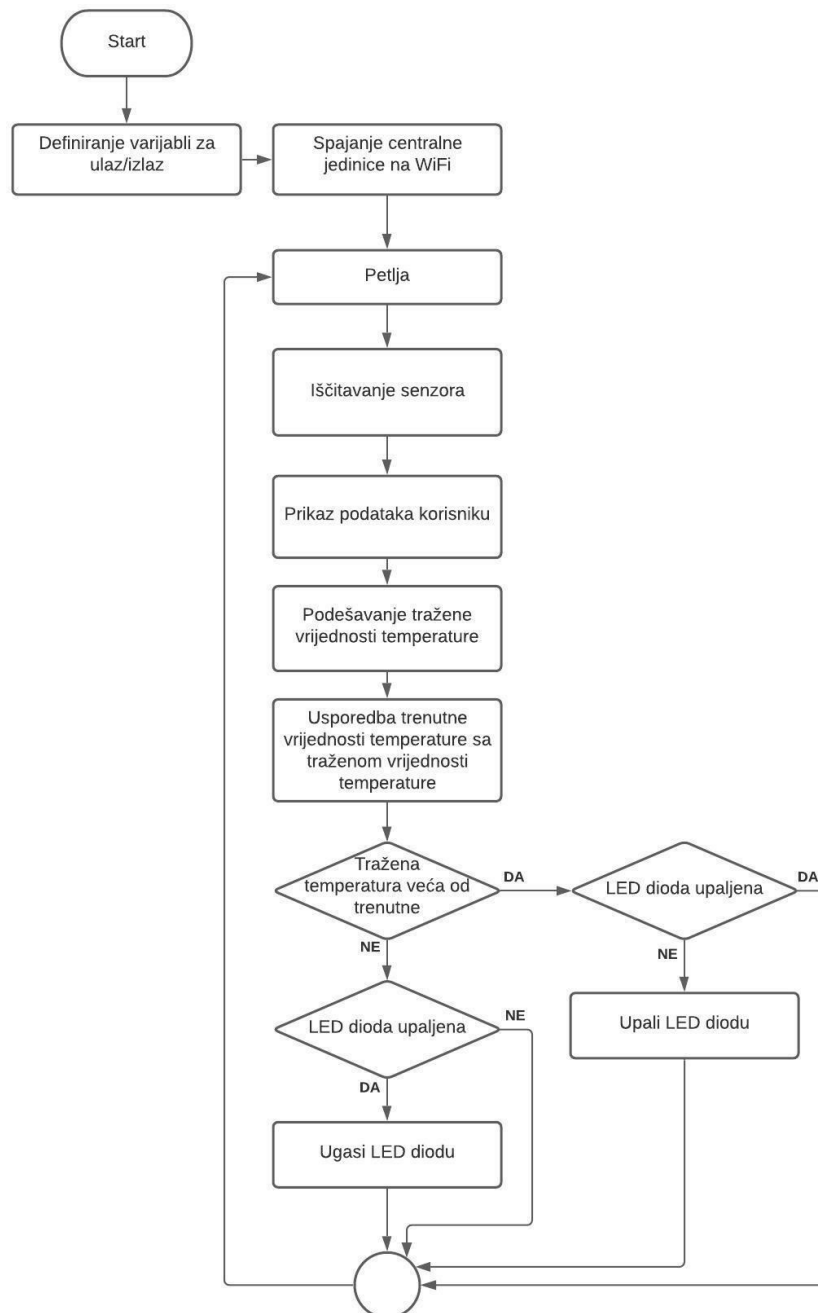 Start
Definiranje varijabli za
ulaz/izlaz
Spajanje centralne
jedinice na WiFi
Petlja
Iščitavanje senzora
Prikaz podataka korisniku
Podešavanje tražene
vrijednosti temperature
Usporedba trenutne
vrijednosti temperature sa
traženom vrijednosti
temperature
Tražena
temperatura veća od
trenutne
DA
LED dioda upaljena
DA
NE
NE
LED dioda upaljena
NE
Upali LED diodu
DA
Ugasi LED diodu